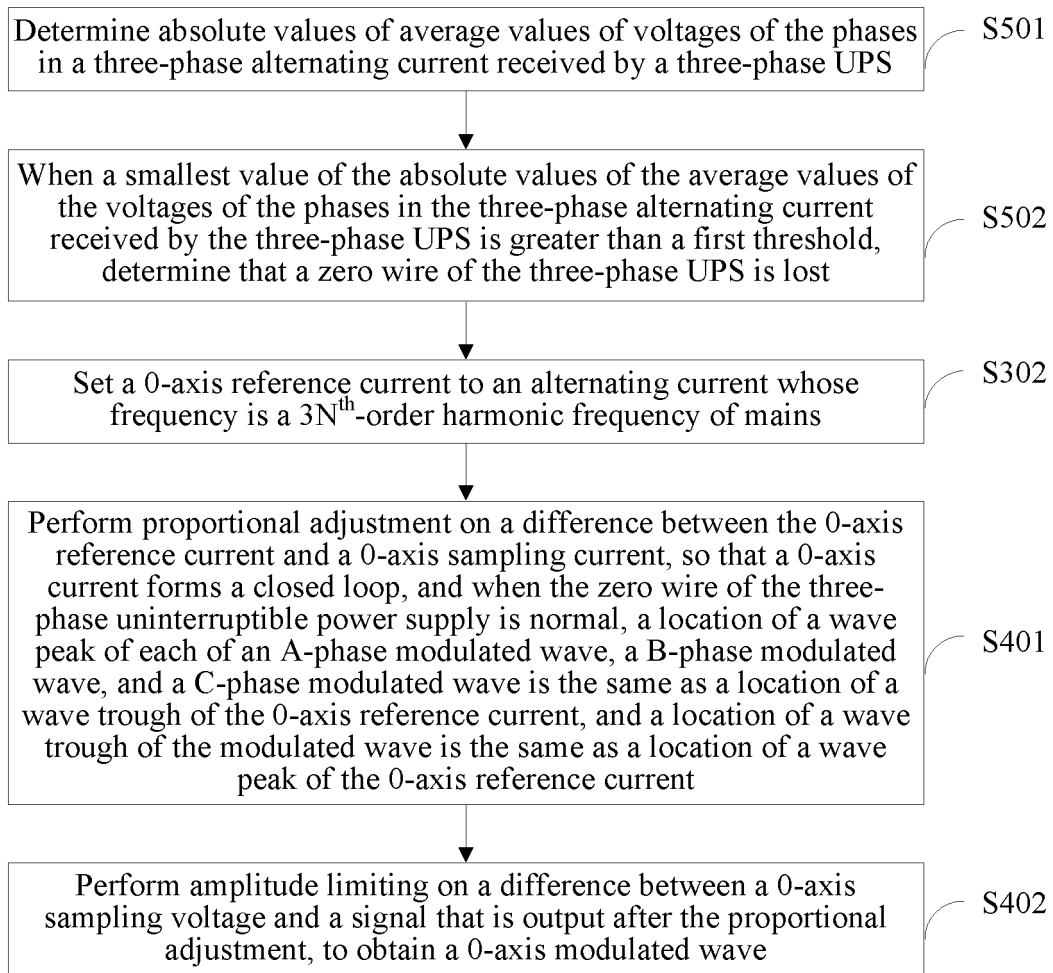 Determine absolute values of average values of voltages of the phases
in a three-phase alternating current received by a three-phase UPS
S501
When a smallest value of the absolute values of the average values of
the voltages of the phases in the three-phase alternating current
received by the three-phase UPS is greater than a first threshold,
determine that a zero wire of the three-phase UPS is lost
S502
Set a 0-axis reference current to an alternating current whose
frequency is a 3Nth-order harmonic frequency of mains
S302
Perform proportional adjustment on a difference between the 0-axis
reference current and a 0-axis sampling current, so that a 0-axis
current forms a closed loop, and when the zero wire of the three-
phase uninterruptible power supply is normal, a location of a wave
peak of each of an A-phase modulated wave, a B-phase modulated
wave, and a C-phase modulated wave is the same as a location of a
wave trough of the 0-axis reference current, and a location of a wave
trough of the modulated wave is the same as a location of a wave
peak of the 0-axis reference current
S401
Perform amplitude limiting on a difference between a 0-axis
sampling voltage and a signal that is output after the proportional
adjustment, to obtain a 0-axis modulated wave
S402